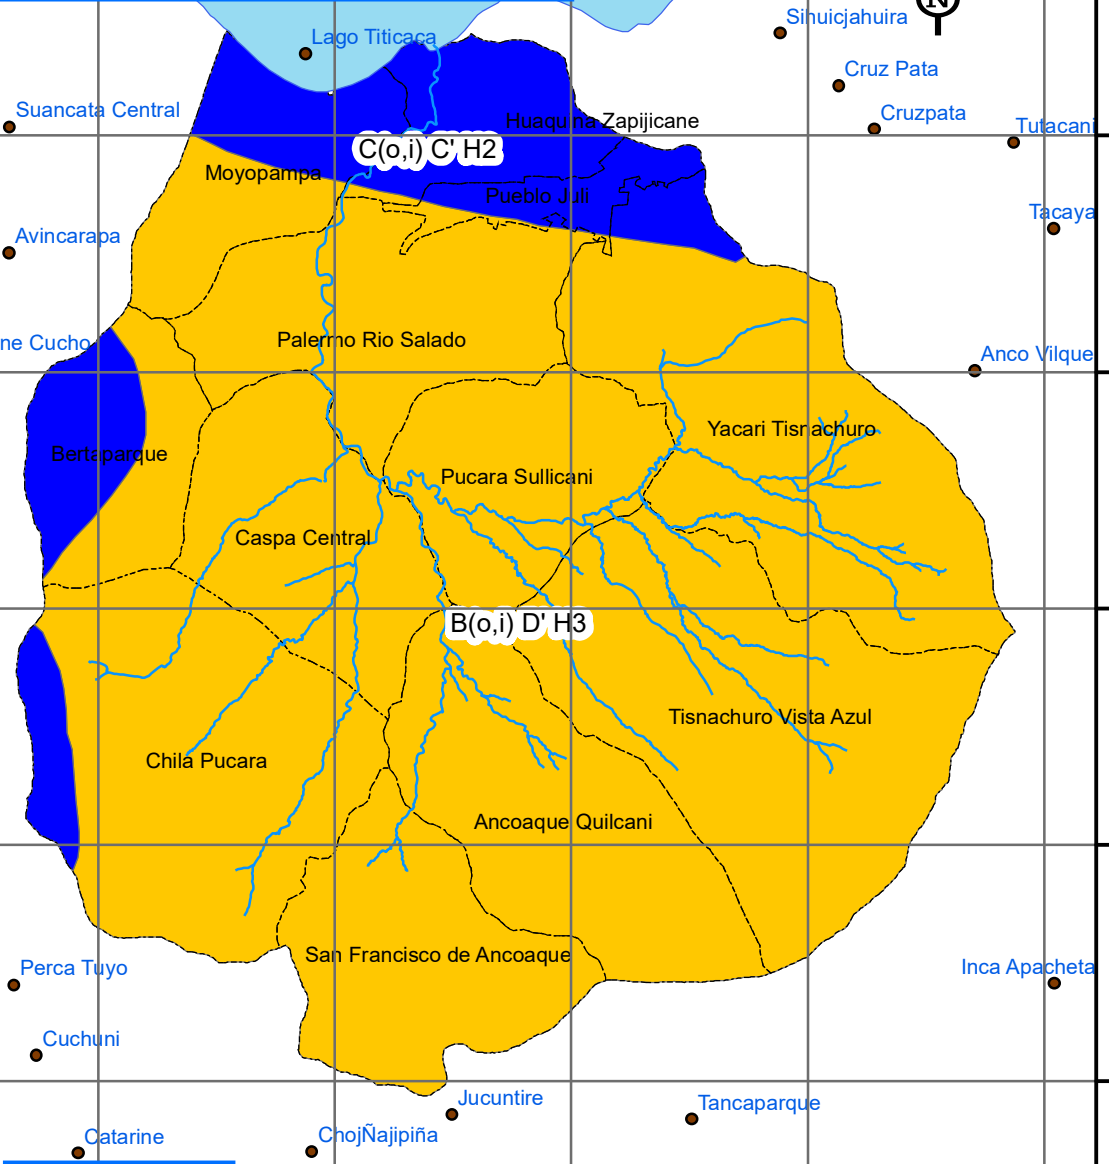 N
Sihuicjahuira
Lago Titicaca
Cruz Pata
Suancata Central
Cruzpata
Huaquina Zapijicane
Tutacani
C(o,i) C' H2
Moyopampa
Pueblo Juli
Tacaya
Avincarapa
Palermo Rio Salado
ne Cucho
Anco Vilque
Yacari Tisnachuro
Bertaparque
Pucara Sullicani
Caspa Central
B(o,i) D' H3
Tisnachuro Vista Azul
Chila Pucara
Ancoaque Quilcani
San Francisco de Ancoaque
Perca Tuyo
Inca Apacheta
Cuchuni
Jucuntire
Tancaparque
Catarine
ChojÑajipiña